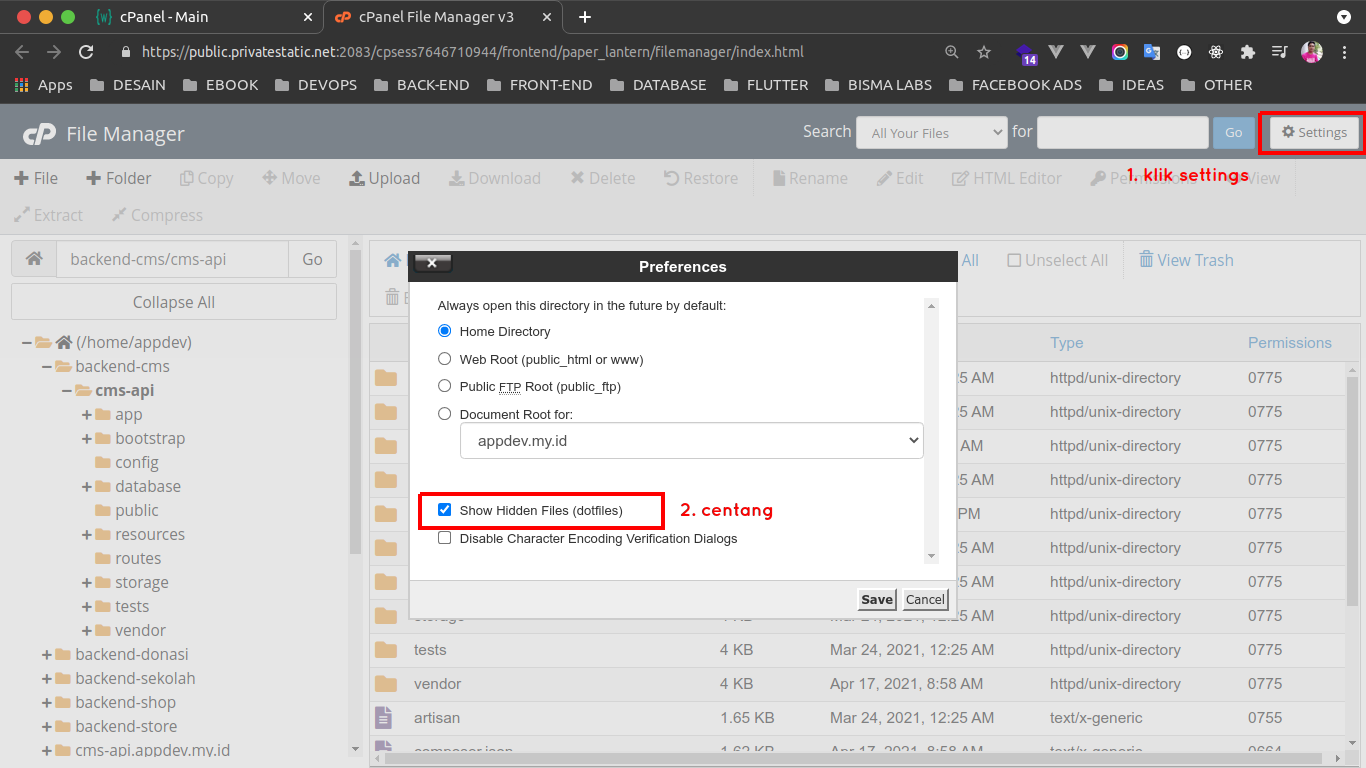 cPanel - Main
cPanel File Manager v3
https://public.privatestatic.net:2083/cpsess7646710944/frontend/paper_lantern/filemanager/index.html
14
Apps DESAIN EBOOK DEVOPS BACK-END FRONT-END DATABASE FLUTTER BISMA LABS FACEBOOK ADS IDEAS OTHER
cP File Manager
Search All Your Files for Go Settings
File Folder Copy Move Upload Download Delete Restore Rename Edit HTML Editor Permissions View
1. klik settings
Extract Compress
backend-cms/cms-api Go
Collapse All
(/home/appdev)
backend-cms
cms-api
app
bootstrap
config
database
public
resources
routes
storage
tests
vendor
backend-donasi
backend-sekolah
backend-shop
backend-store
cms-api.appdev.my.id
All Unselect All View Trash
Preferences
Always open this directory in the future by default:
Home Directory
Web Root (public_html or www)
Public FTP Root (public_ftp)
Document Root for:
appdev.my.id
Show Hidden Files (dotfiles)
2. centang
Disable Character Encoding Verification Dialogs
Save Cancel
Type Permissions
25 AM httpd/unix-directory 0775
25 AM httpd/unix-directory 0775
AM httpd/unix-directory 0775
25 AM httpd/unix-directory 0775
PM httpd/unix-directory 0775
25 AM httpd/unix-directory 0775
25 AM httpd/unix-directory 0775
storage 4 KB Mar 24, 2021, 12:25 AM httpd/unix-directory 0775
tests 4 KB Mar 24, 2021, 12:25 AM httpd/unix-directory 0775
vendor 4 KB Apr 17, 2021, 8:58 AM httpd/unix-directory 0775
artisan 1.65 KB Mar 24, 2021, 12:25 AM text/x-generic 0755
composer.json 1.62 KB Apr 17, 2021, 8:58 AM text/x-generic 0664